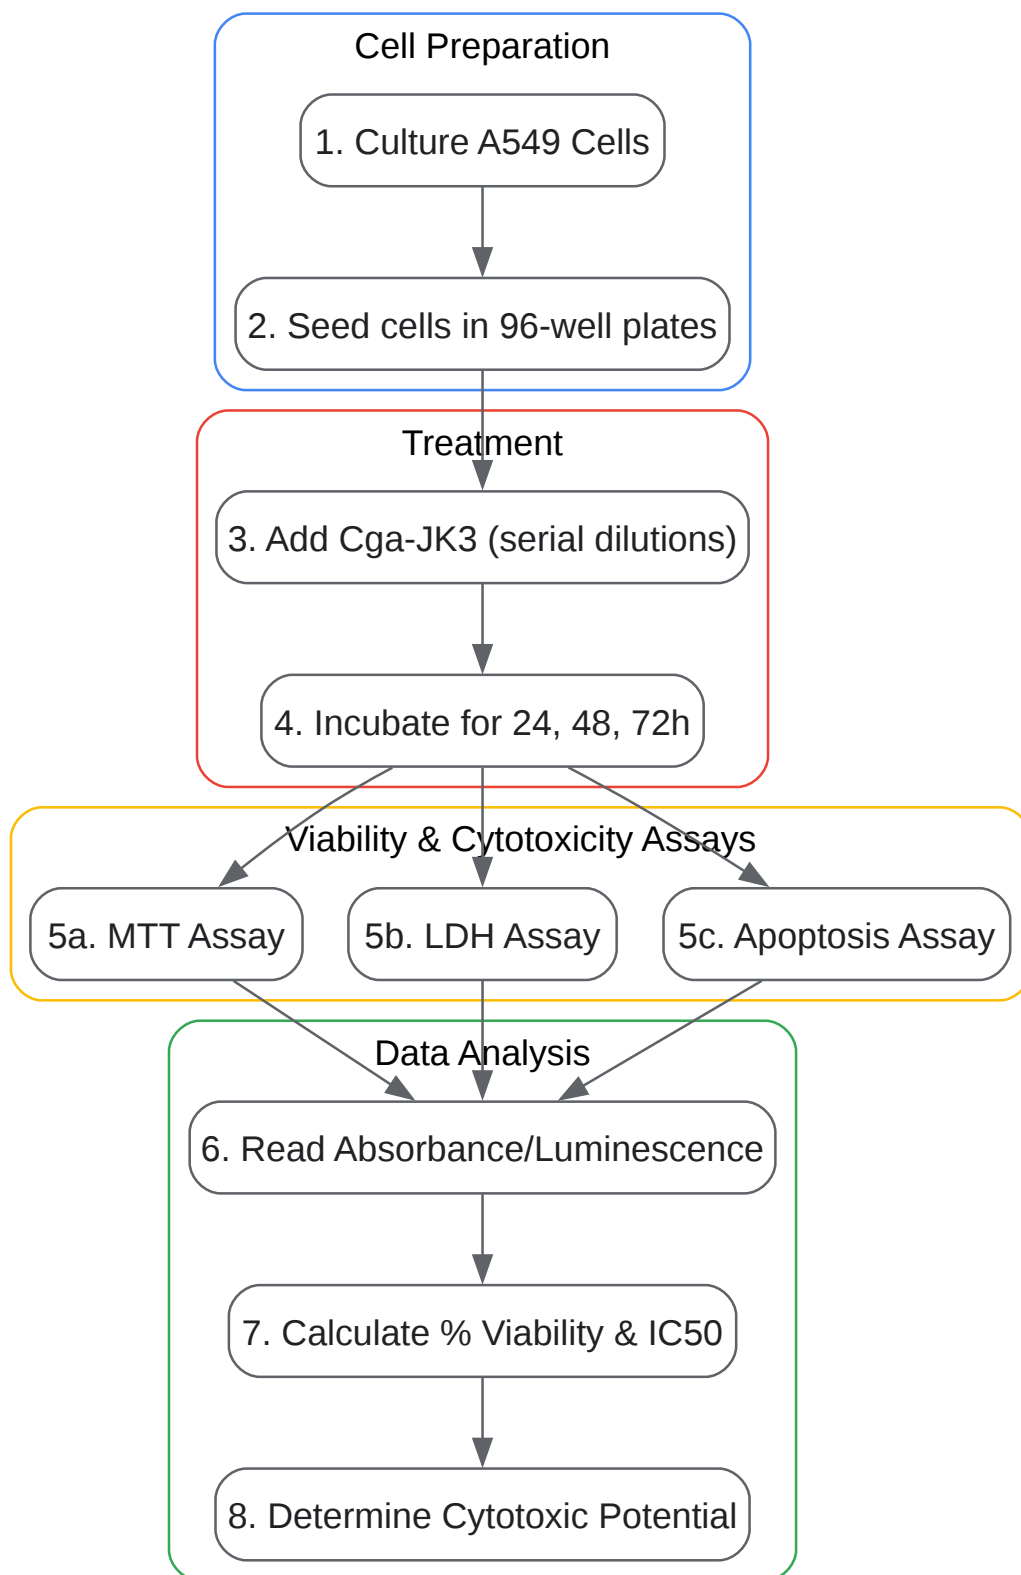 Cell Preparation
1. Culture A549 Cells
2. Seed cells in 96-well plates
Treatment
3. Add Cga-JK3 (serial dilutions)
4. Incubate for 24, 48, 72h
Viability & Cytotoxicity Assays
5a. MTT Assay
5b. LDH Assay
5c. Apoptosis Assay
Data Analysis
6. Read Absorbance/Luminescence
7. Calculate % Viability & IC50
8. Determine Cytotoxic Potential